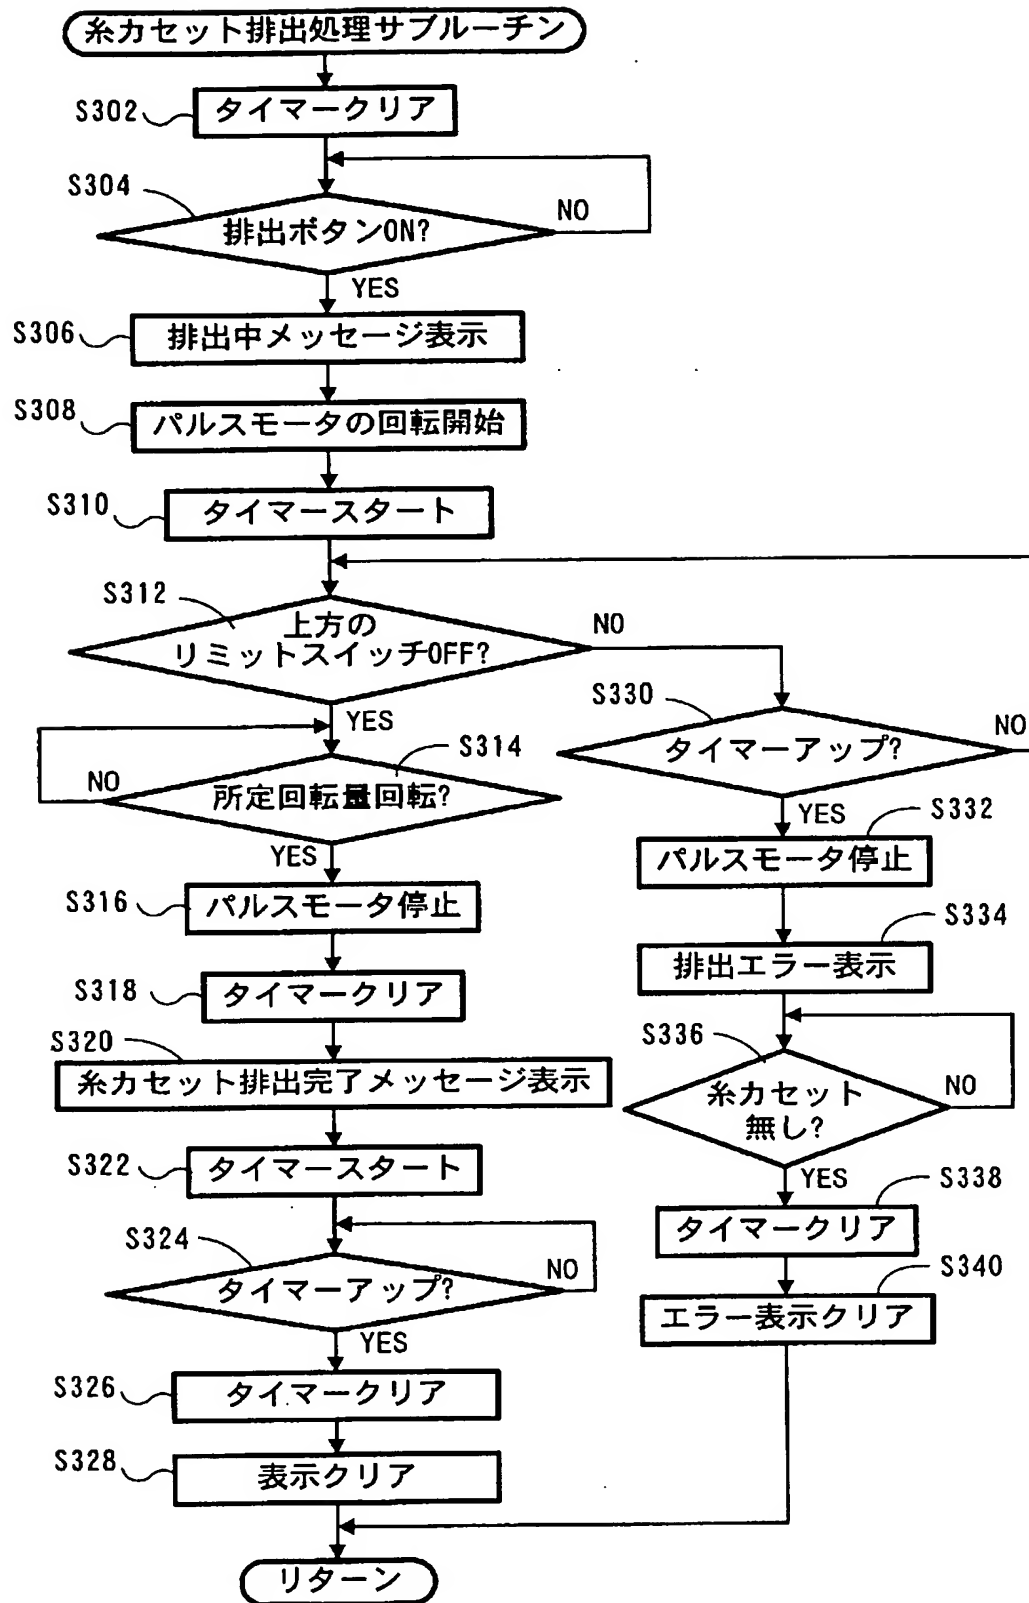 糸カセット排出処理サブルーチン
S302
タイマークリア
S304
排出ボタンON?
NO
YES
S306
排出中メッセージ表示
S308
パルスモータの回転開始
S310
タイマースタート
S312
上方の
リミットスイッチOFF?
NO
YES
S330
タイマーアップ?
NO
YES
S314
所定回転量回転?
NO
YES
S332
パルスモータ停止
S316
パルスモータ停止
S334
排出エラー表示
S318
タイマークリア
S336
糸カセット
無し?
NO
YES
S320
糸カセット排出完了メッセージ表示
S322
タイマースタート
S338
タイマークリア
S324
タイマーアップ?
NO
YES
S340
エラー表示クリア
S326
タイマークリア
S328
表示クリア
リターン